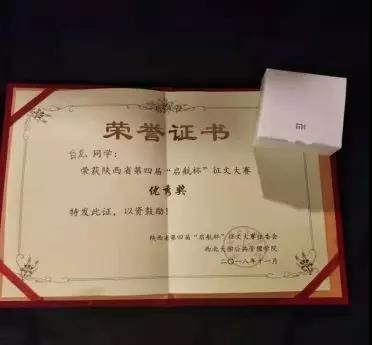 荣誉证书
同学：
荣获陕西省第四届“启航杯”征文大赛
优秀奖
特发此证，以资鼓励！
陕西省第四届“启航杯”征文大赛组委会
西北大学公共管理学院
二〇一八年十一月
MI